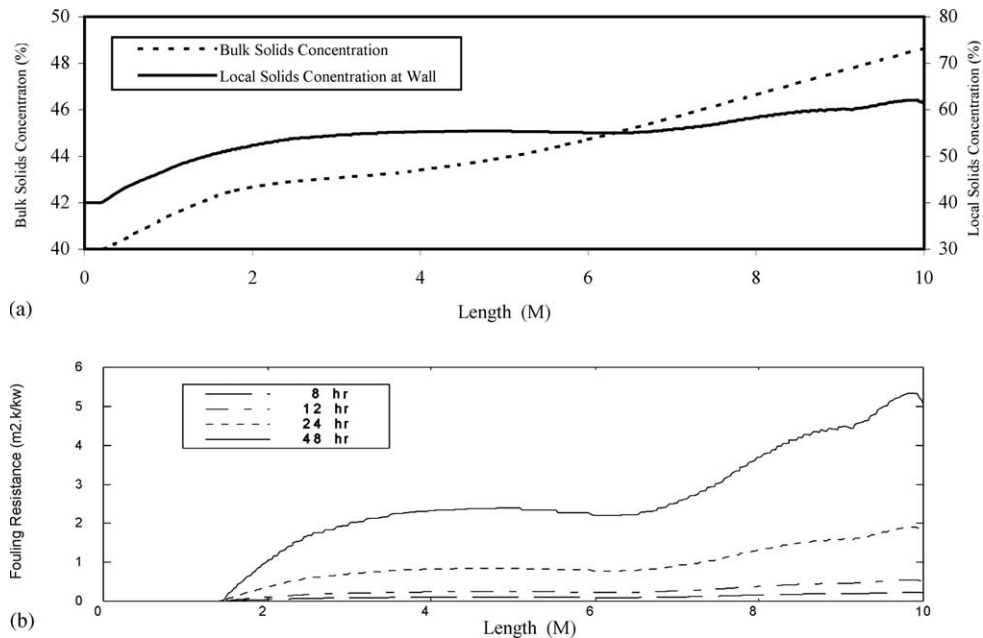 50
48
46
44
42
40
Bulk Solids Concentraton (%)
Bulk Solids Concentration
Local Solids Conentration at Wall
80
70
60
50
40
30
Local Solids Concentration (%)
0 2 4 6 8 10
(a)
Length (M)
6
5
4
3
2
1
0
Fouling Resistance (m2.k/kw)
8 hr
12 hr
24 hr
48 hr
0 2 4 6 8 10
(b)
Length (M)